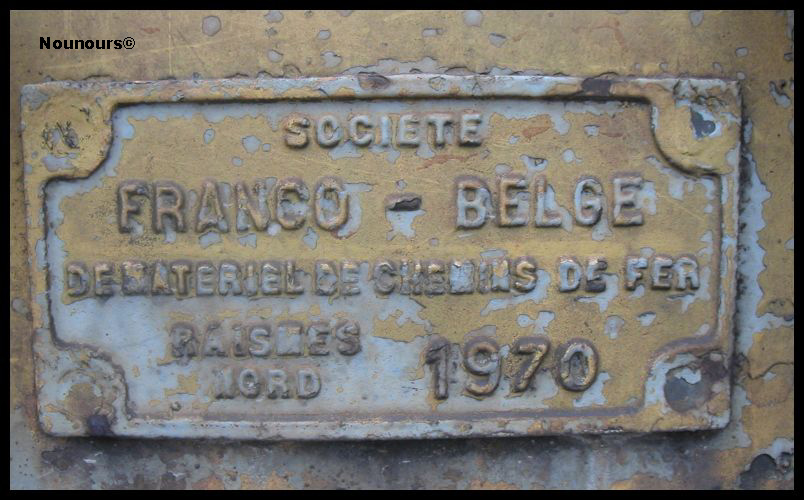 Nounours©
SOCIETE
FRANCO - BELGE
DE MATERIEL DE CHEMINS DE FER
RAISMES
NORD
1970